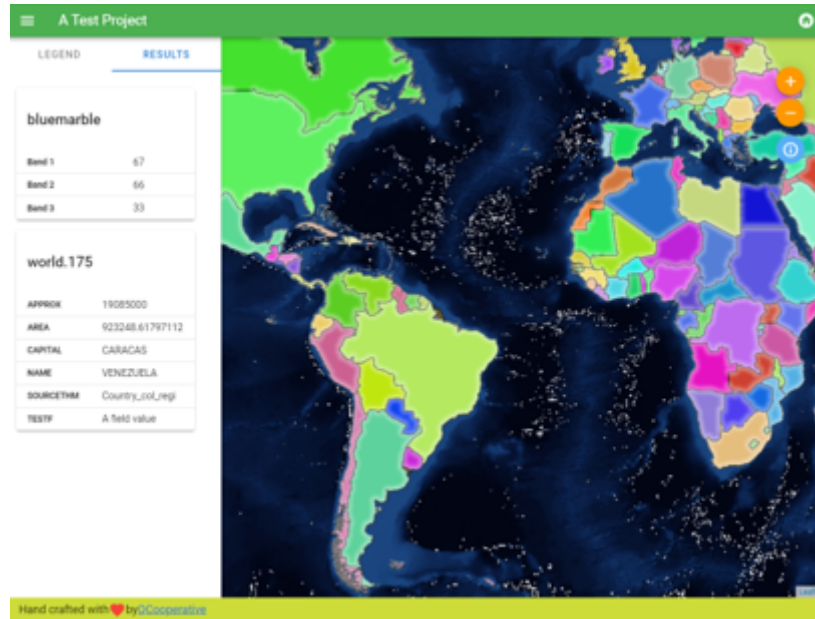 A Test Project
LEGEND RESULTS
bluemarble
Band 1 67
Band 2 66
Band 3 33
world.175
APPROX 19085000
AREA 923248.61797112
CAPITAL CARACAS
NAME VENEZUELA
SOURCETHM Country_col_regi
TESTF A field value
Hand crafted with❤by QCooperative